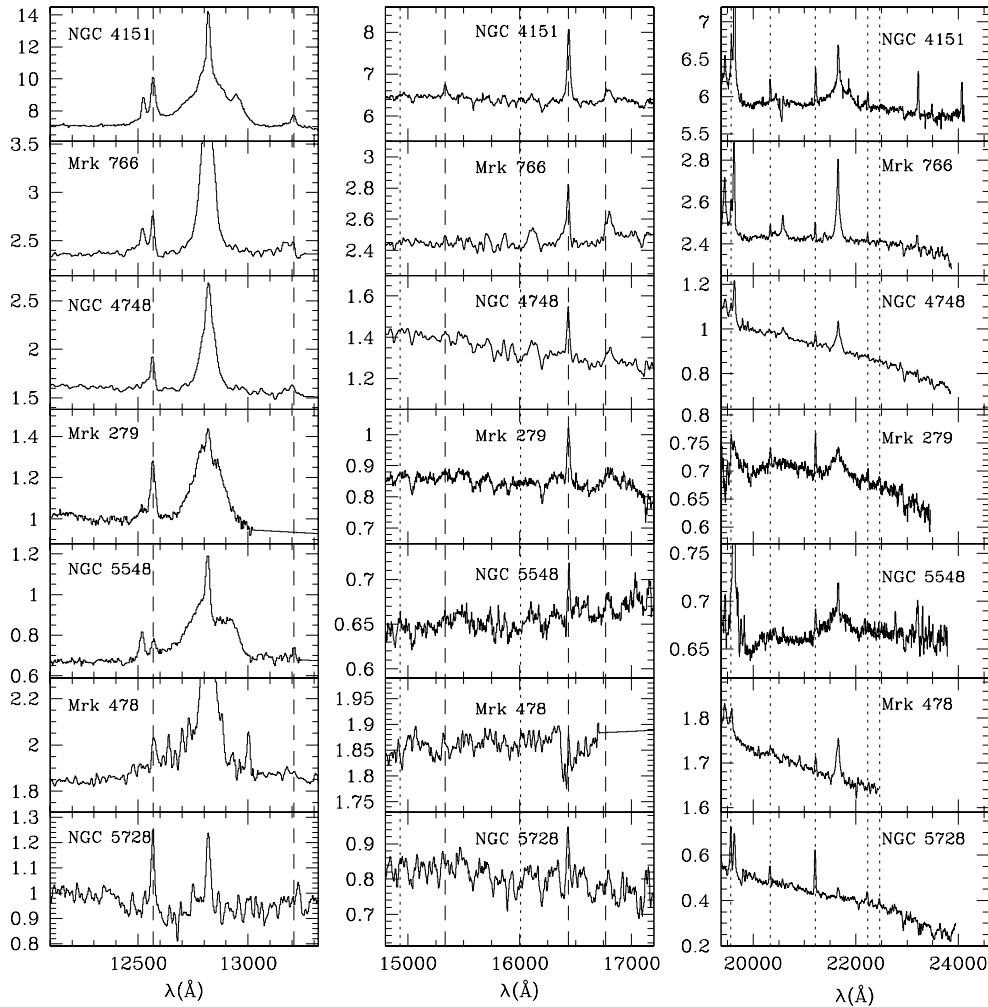 NGC 4151
14
12
10
8
NGC 4151
8
7
6
NGC 4151
7
6.5
6
5.5
Mrk 766
3.5
3
2.5
Mrk 766
3
2.8
2.6
2.4
Mrk 766
2.8
2.6
2.4
NGC 4748
2.5
2
1.5
NGC 4748
1.6
1.4
1.2
NGC 4748
1.2
1
0.8
Mrk 279
1.4
1.2
1
Mrk 279
1
0.9
0.8
0.7
Mrk 279
0.8
0.75
0.7
0.65
0.6
NGC 5548
1.2
1
0.8
0.6
NGC 5548
0.7
0.65
0.6
NGC 5548
0.75
0.7
0.65
Mrk 478
2.2
2
1.8
Mrk 478
1.95
1.9
1.85
1.8
1.75
Mrk 478
1.8
1.7
1.6
NGC 5728
1.3
1.2
1.1
1
0.9
0.8
NGC 5728
0.9
0.8
0.7
NGC 5728
0.6
0.4
0.2
12500 13000
15000 16000 17000
20000 22000 24000
λ(Å)
λ(Å)
λ(Å)